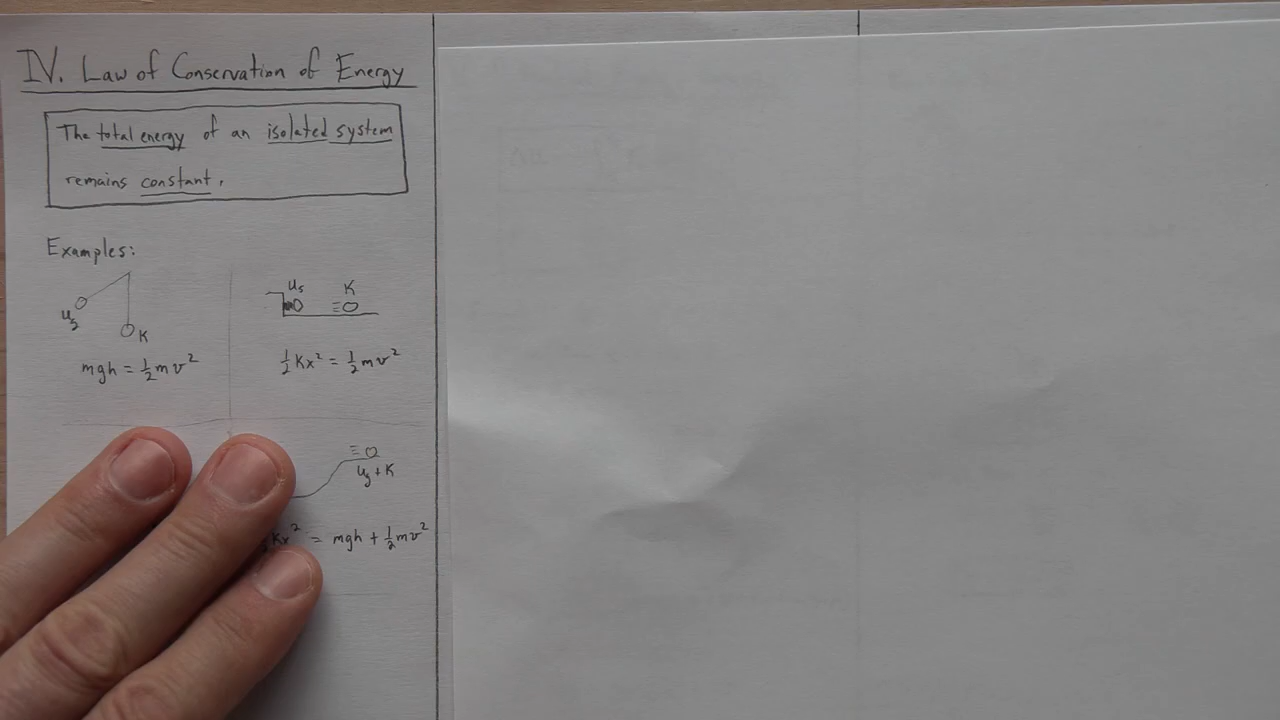 IV. Law of Conservation of Energy
The total energy of an isolated system
remains constant.
Examples:
Ug
K
mgh = ½mv²
Us
K
½Kx² = ½mv²
Ug + K
Kx² = mgh + ½mv²